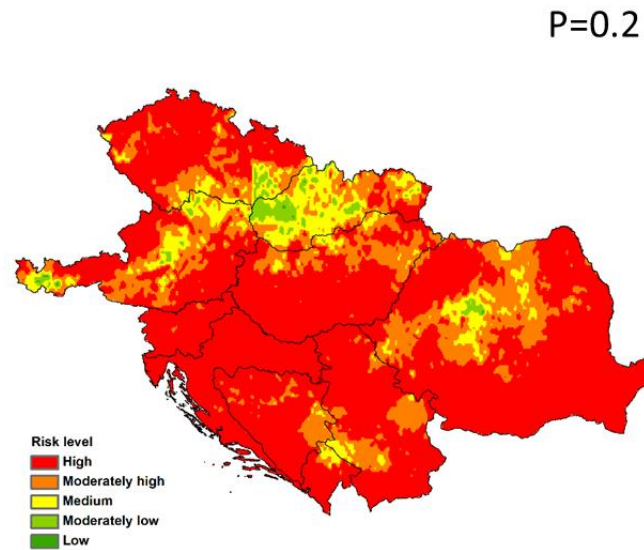 P=0.2
Risk level
High
Moderately high
Medium
Moderately low
Low